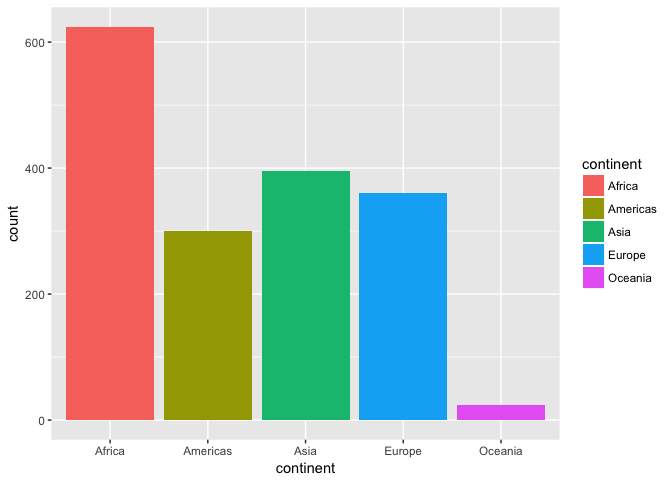 600
400
200
0
count
Africa Americas Asia Europe Oceania
continent
continent
Africa
Americas
Asia
Europe
Oceania